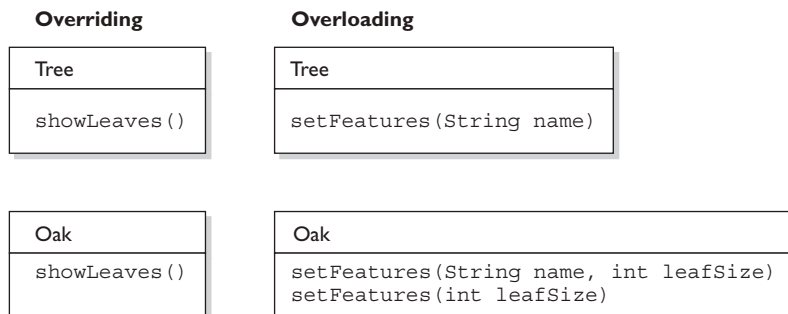 Overriding
Overloading
Tree
showLeaves()
Tree
setFeatures(String name)
Oak
showLeaves()
Oak
setFeatures(String name, int leafSize)
setFeatures(int leafSize)